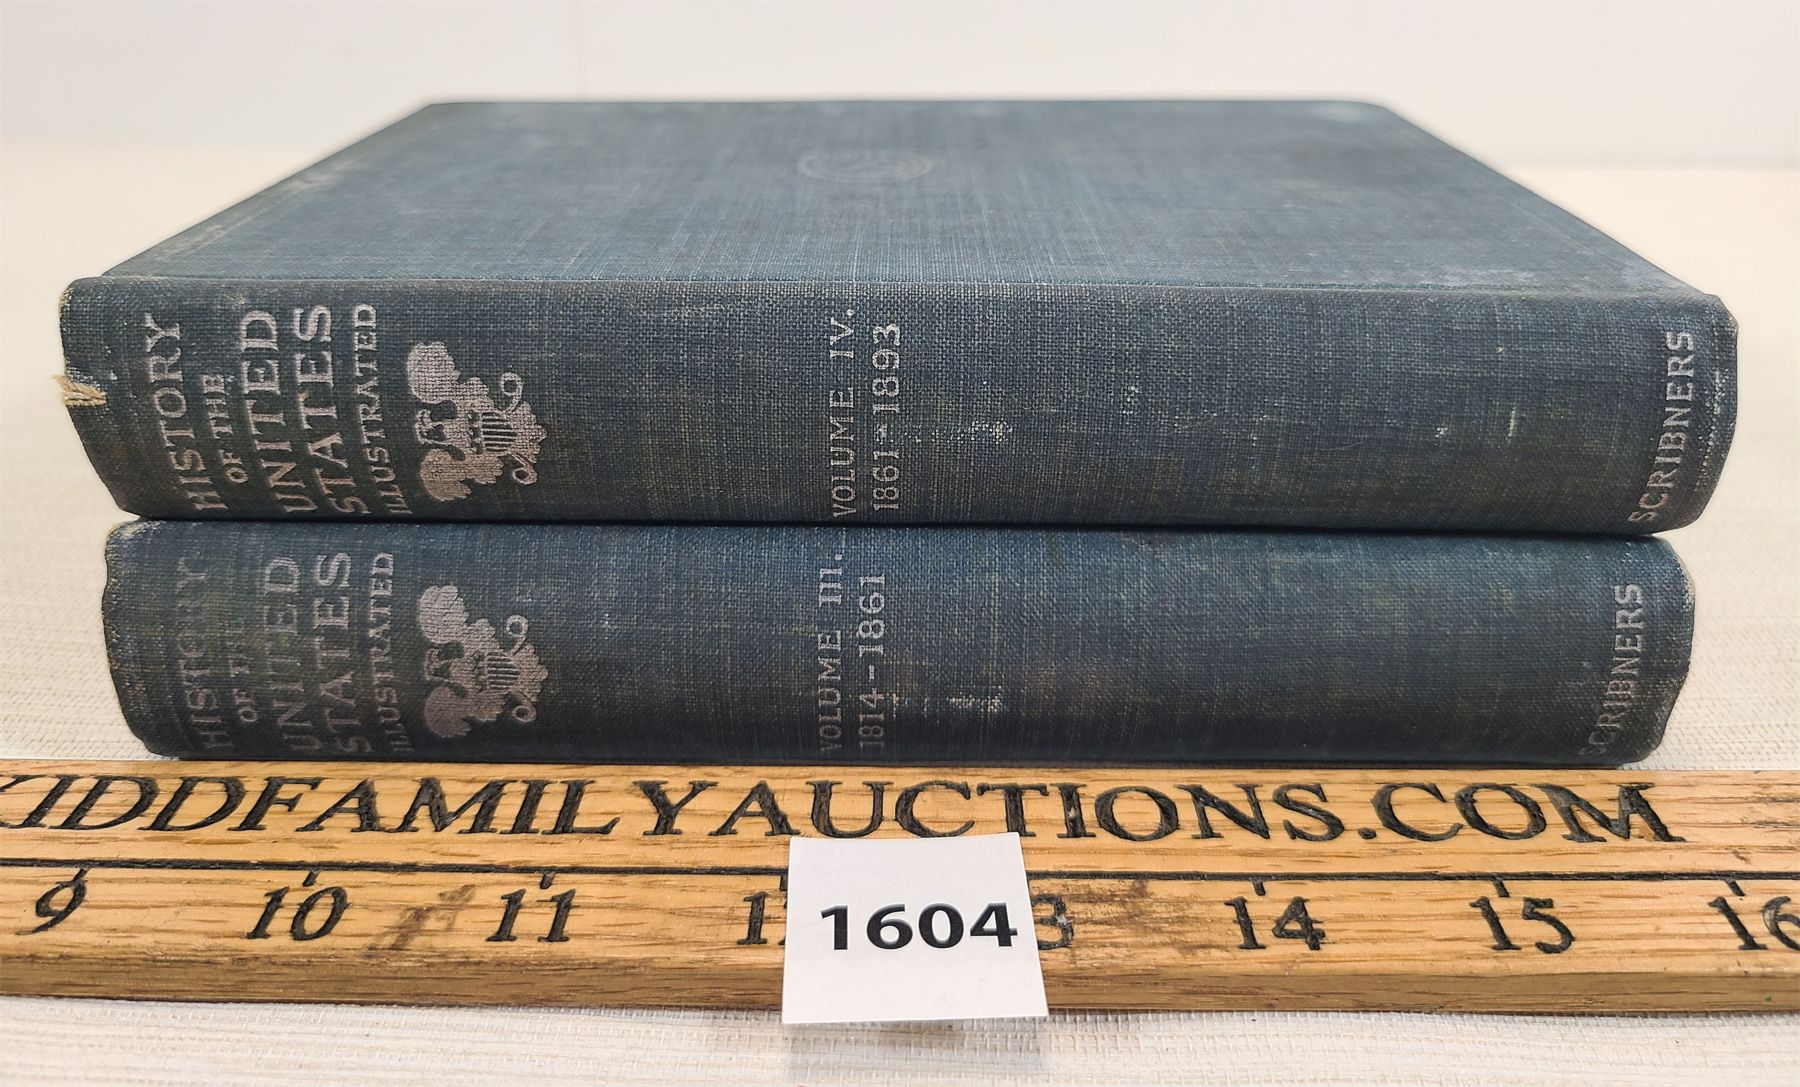 HISTORY
OF THE
UNITED
STATES
ILLUSTRATED
VOLUME IV.
1861-1893
SCRIBNERS
HISTORY
OF THE
UNITED
STATES
ILLUSTRATED
VOLUME III.
1814-1861
SCRIBNERS
KIDDFAMILYAUCTIONS.COM
9 10 11 14 15 16
1604